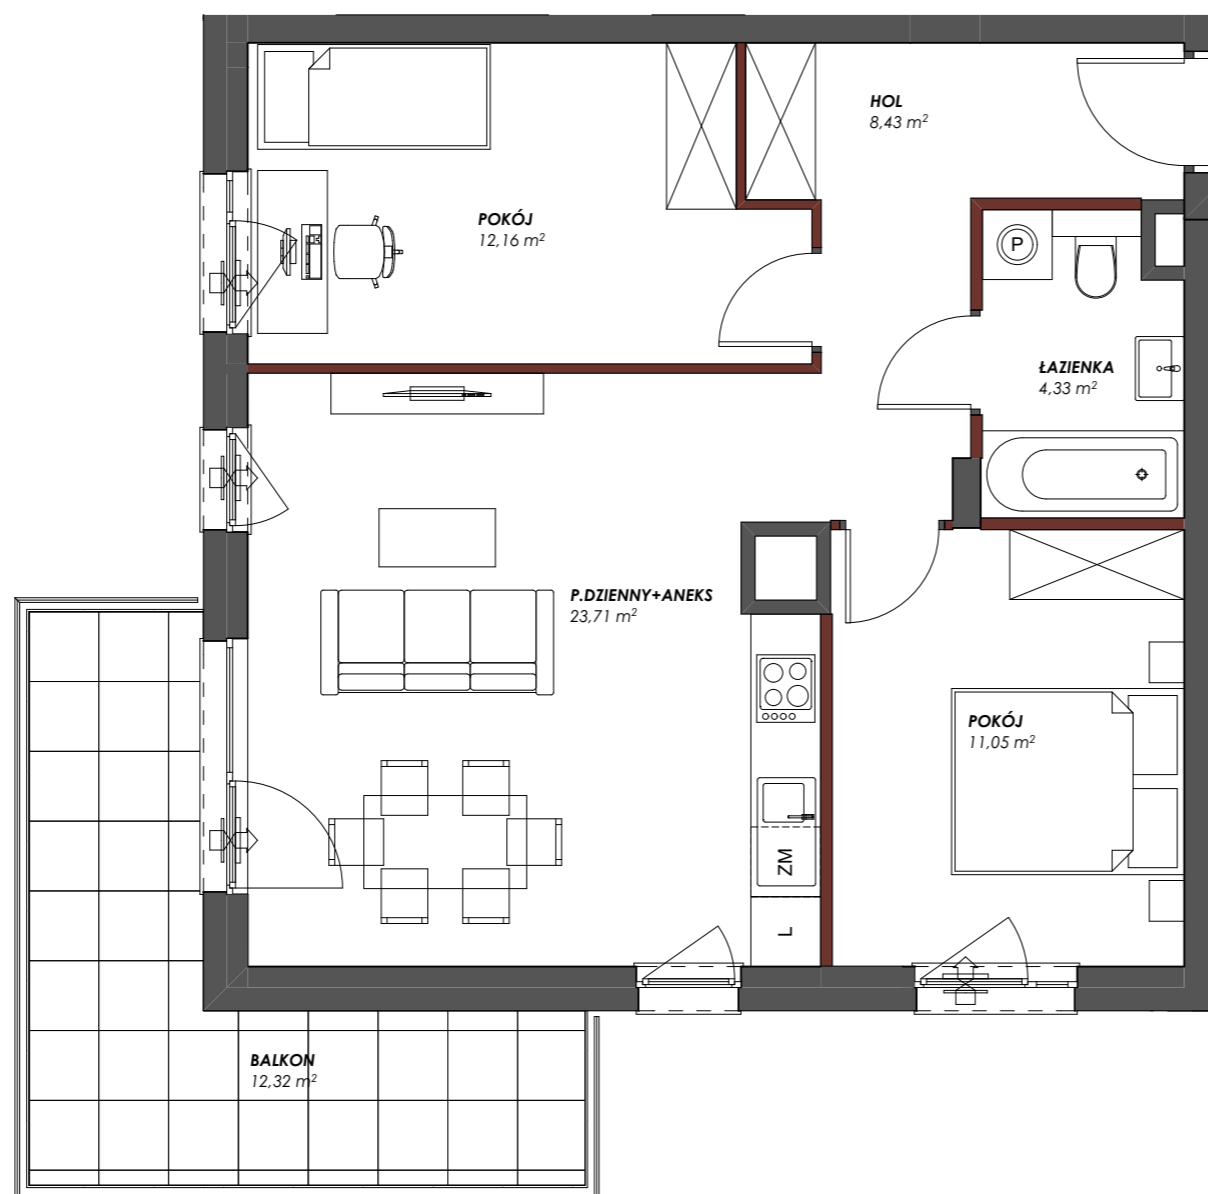 HOL
8,43 m²
POKÓJ
12,16 m²
P
ŁAZIENKA
4,33 m²
P.DZIENNY+ANEKS
23,71 m²
POKÓJ
11,05 m²
ZM
L
BALKON
12,32 m²